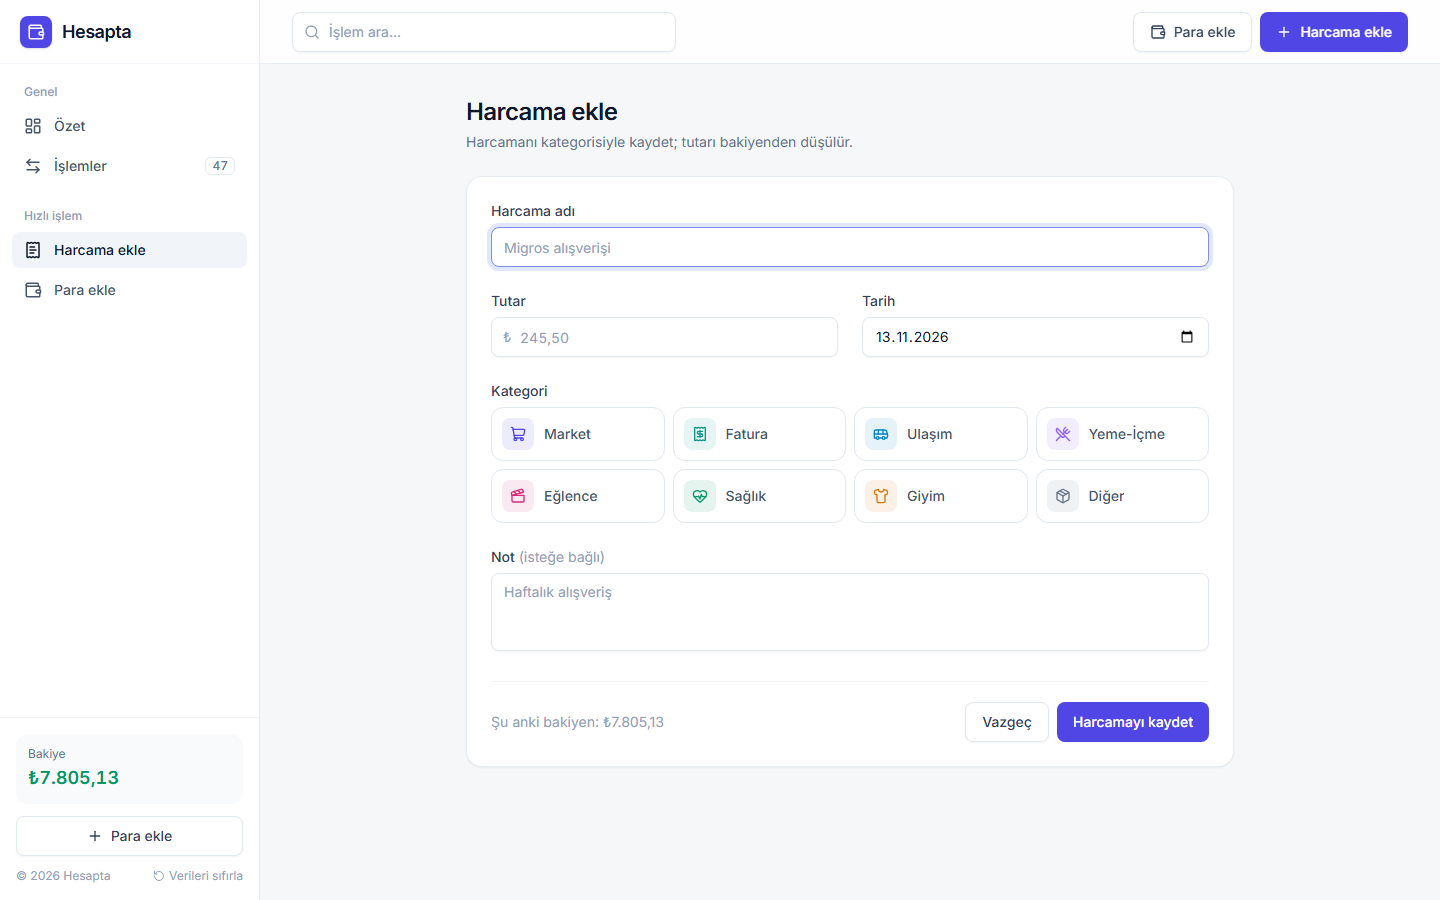 Hesapta
İşlem ara...
Para ekle
Harcama ekle
Genel
Özet
İşlemler
47
Hızlı işlem
Harcama ekle
Para ekle
Harcama ekle
Harcamanı kategorisiyle kaydet; tutarı bakiyenden düşülür.
Harcama adı
Migros alışverişi
Tutar
Tarih
₺ 245,50
13.11.2026
Kategori
Market
Fatura
Ulaşım
Yeme-İçme
Eğlence
Sağlık
Giyim
Diğer
Not (isteğe bağlı)
Haftalık alışveriş
Şu anki bakiyen: ₺7.805,13
Vazgeç
Harcamayı kaydet
Bakiye
₺7.805,13
Para ekle
© 2026 Hesapta
Verileri sıfırla